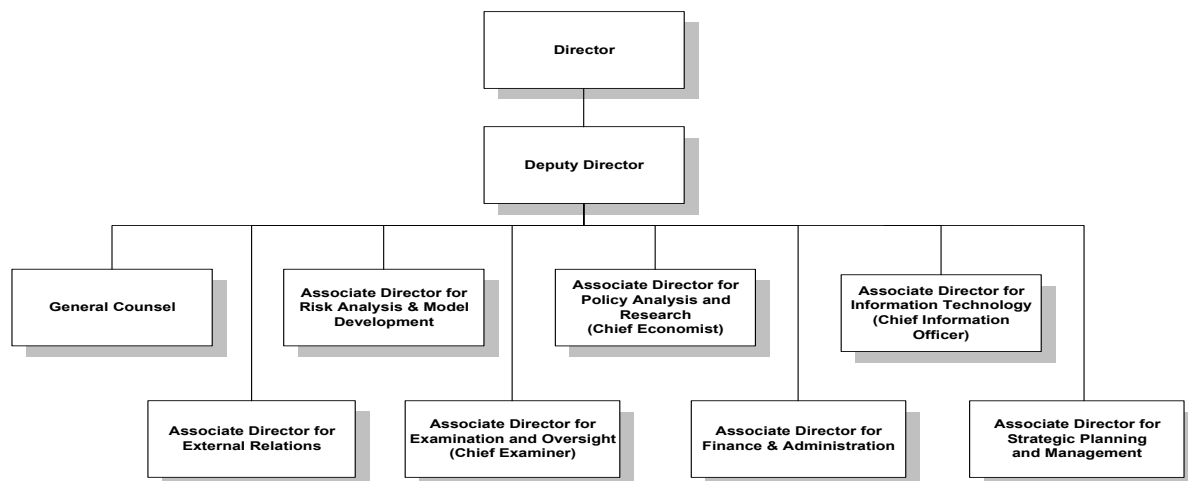 Director
Deputy Director
General Counsel
Associate Director for
Risk Analysis & Model
Development
Associate Director for
Policy Analysis and
Research
(Chief Economist)
Associate Director for
Information Technology
(Chief Information
Officer)
Associate Director for
External Relations
Associate Director for
Examination and Oversight
(Chief Examiner)
Associate Director for
Finance & Administration
Associate Director for
Strategic Planning
and Management